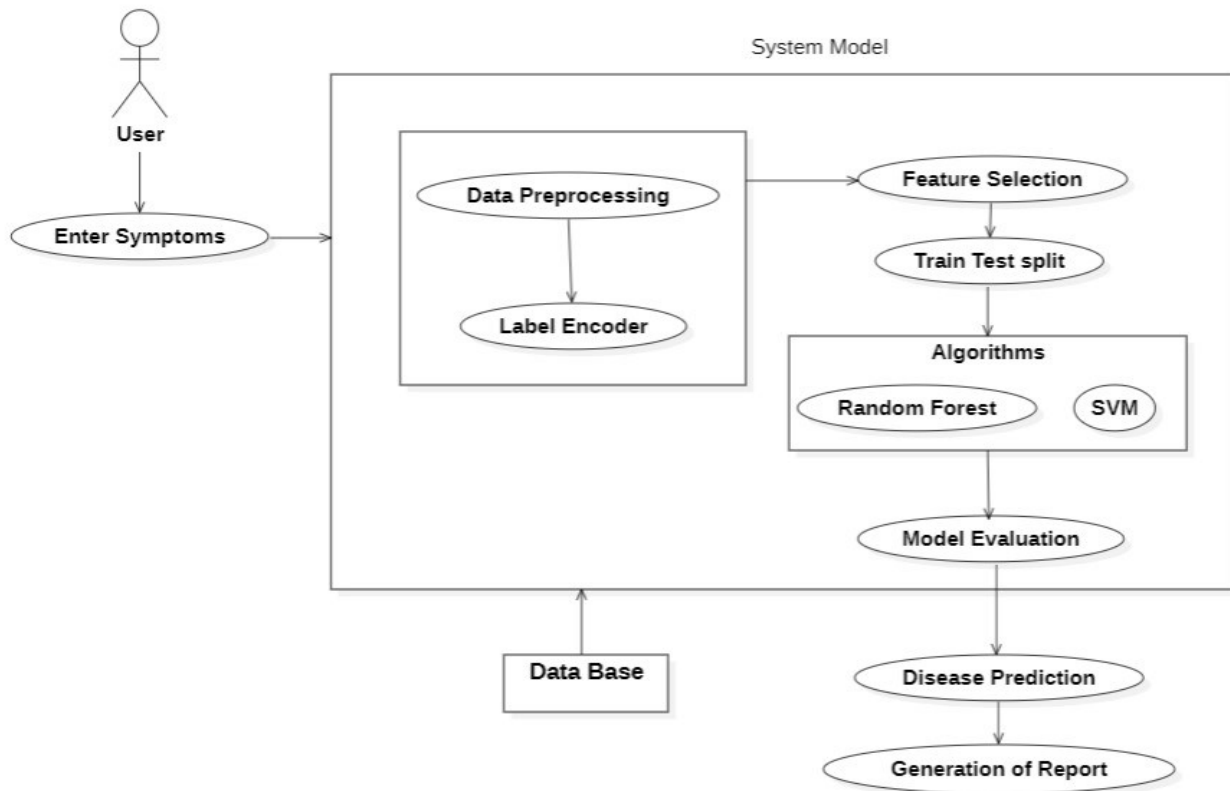 System Model
User
Enter Symptoms
Data Preprocessing
Label Encoder
Feature Selection
Train Test split
Algorithms
Random Forest
SVM
Model Evaluation
Data Base
Disease Prediction
Generation of Report